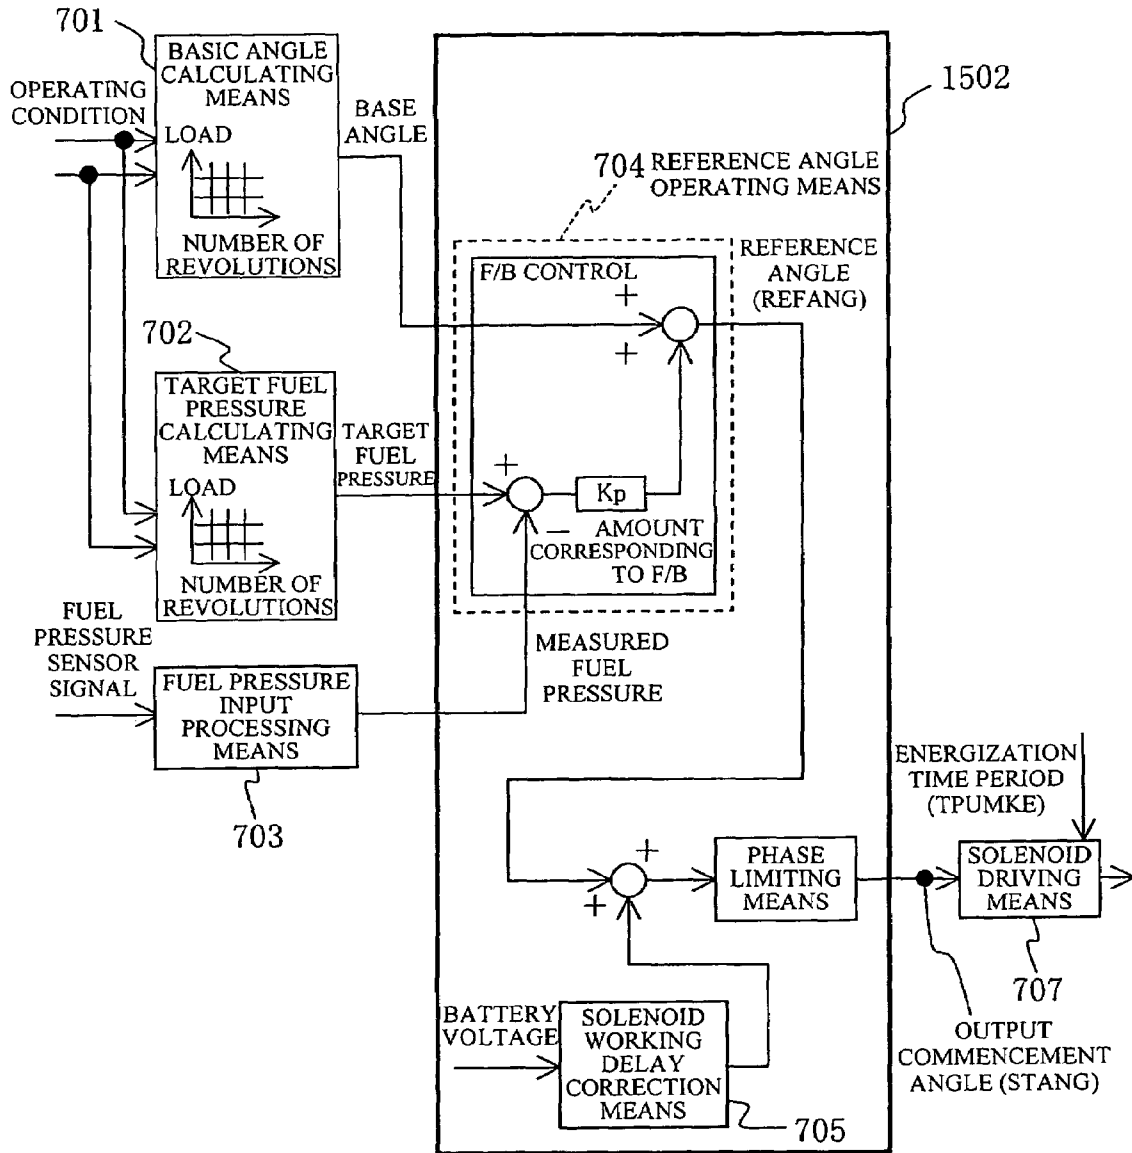 701
BASIC ANGLE
CALCULATING
MEANS
OPERATING
CONDITION
LOAD
NUMBER OF
REVOLUTIONS
BASE
ANGLE
1502
704 REFERENCE ANGLE
OPERATING MEANS
F/B CONTROL
+
+
REFERENCE
ANGLE
(REFANG)
702
TARGET FUEL
PRESSURE
CALCULATING
MEANS
LOAD
NUMBER OF
REVOLUTIONS
TARGET
FUEL
PRESSURE
+
Kp
− AMOUNT
CORRESPONDING
TO F/B
FUEL
PRESSURE
SENSOR
SIGNAL
FUEL PRESSURE
INPUT
PROCESSING
MEANS
703
MEASURED
FUEL
PRESSURE
ENERGIZATION
TIME PERIOD
(TPUMKE)
+
+
PHASE
LIMITING
MEANS
SOLENOID
DRIVING
MEANS
707
OUTPUT
COMMENCEMENT
ANGLE (STANG)
BATTERY
VOLTAGE
SOLENOID
WORKING
DELAY
CORRECTION
MEANS
705